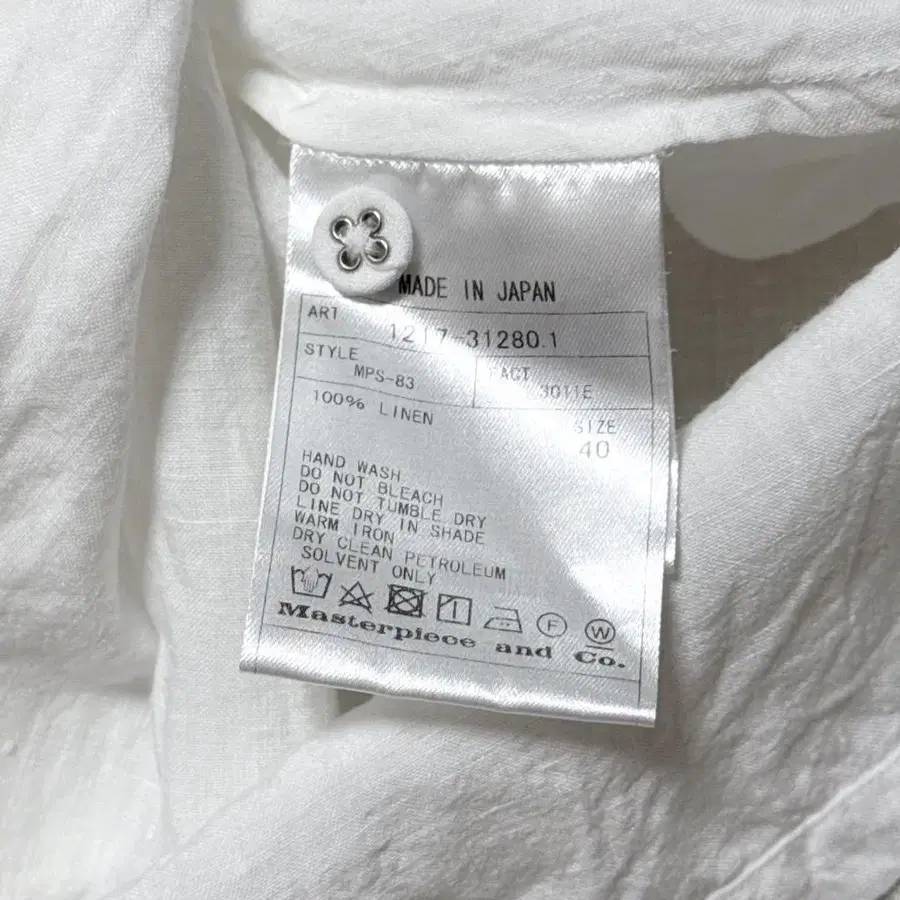 MADE IN JAPAN
ART 1217-31280.1
STYLE MPS-83 FACT 3011E
100% LINEN SIZE 40
HAND WASH
DO NOT BLEACH
DO NOT TUMBLE DRY
LINE DRY IN SHADE
WARM IRON
DRY CLEAN PETROLEUM
SOLVENT ONLY
F W
Masterpiece and Co.